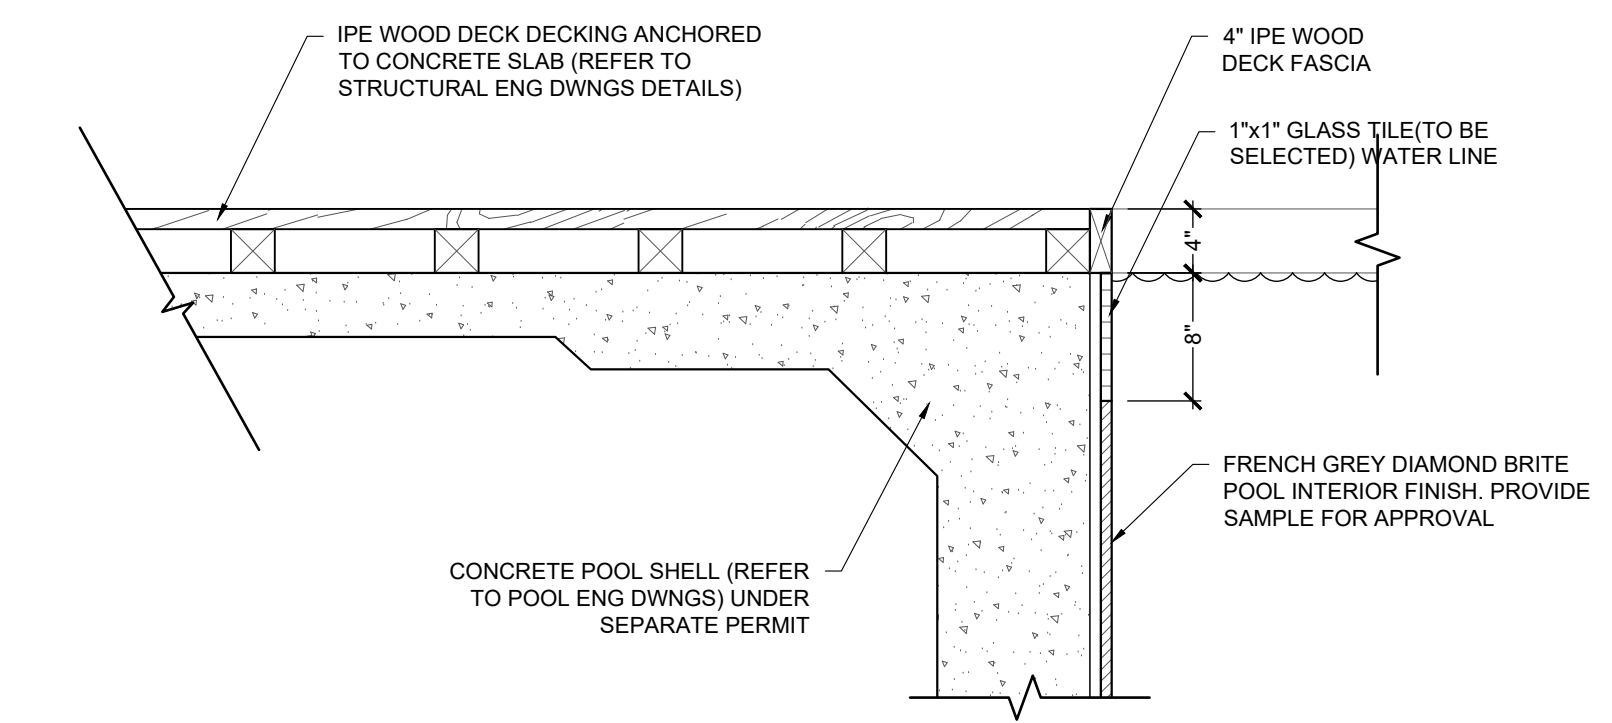 IPE WOOD DECK DECKING ANCHORED
TO CONCRETE SLAB (REFER TO
STRUCTURAL ENG DWNGS DETAILS)
4" IPE WOOD
DECK FASCIA
1"x1" GLASS TILE(TO BE
SELECTED) WATER LINE
4"
8"
FRENCH GREY DIAMOND BRITE
POOL INTERIOR FINISH. PROVIDE
SAMPLE FOR APPROVAL
CONCRETE POOL SHELL (REFER
TO POOL ENG DWNGS) UNDER
SEPARATE PERMIT